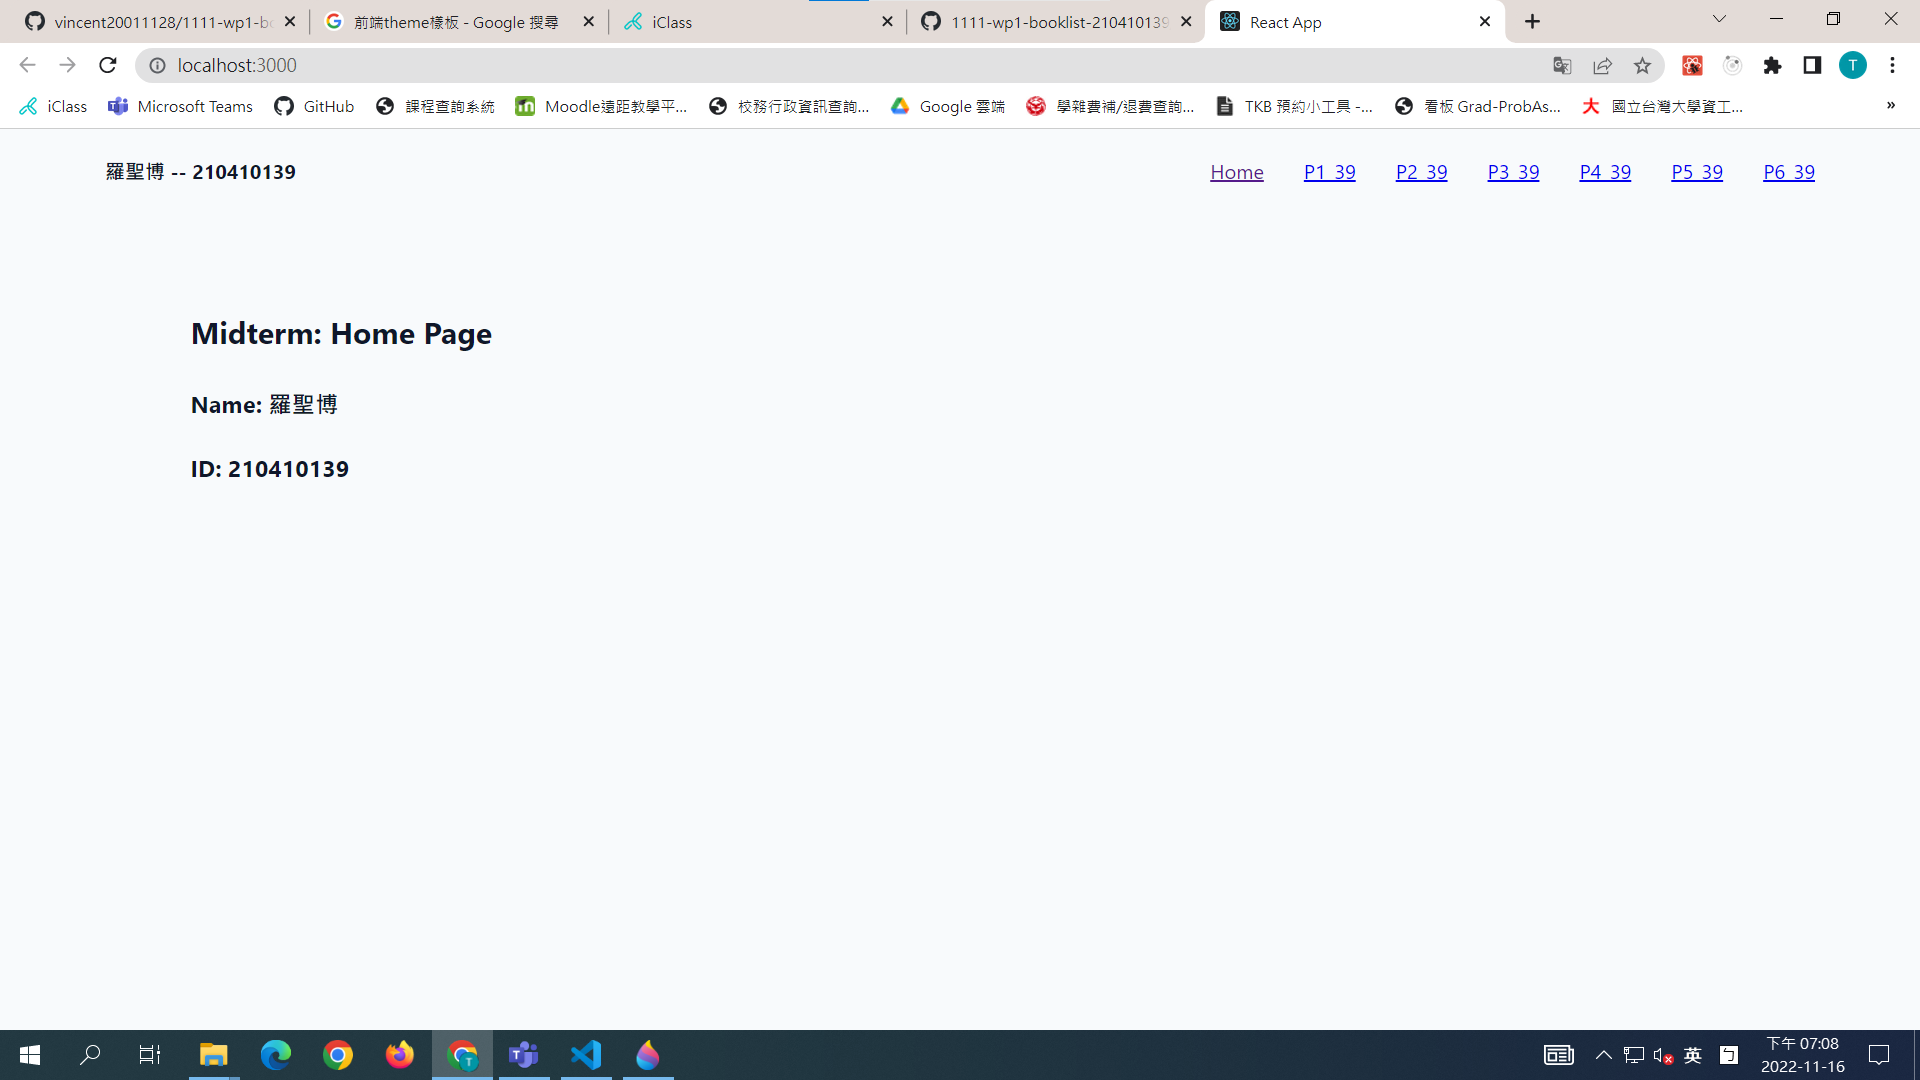 vincent20011128/1111-wp1-bo
前端theme樣板 - Google 搜尋
iClass
1111-wp1-booklist-210410139
React App
localhost:3000
iClass
Microsoft Teams
GitHub
課程查詢系統
Moodle遠距教學平...
校務行政資訊查詢...
Google 雲端
學雜費補/退費查詢...
TKB 預約小工具 -...
看板 Grad-ProbAs...
國立台灣大學資工...
»
羅聖博 -- 210410139
Home
P1_39
P2_39
P3_39
P4_39
P5_39
P6_39
Midterm: Home Page
Name: 羅聖博
ID: 210410139
英
下午 07:08
2022-11-16